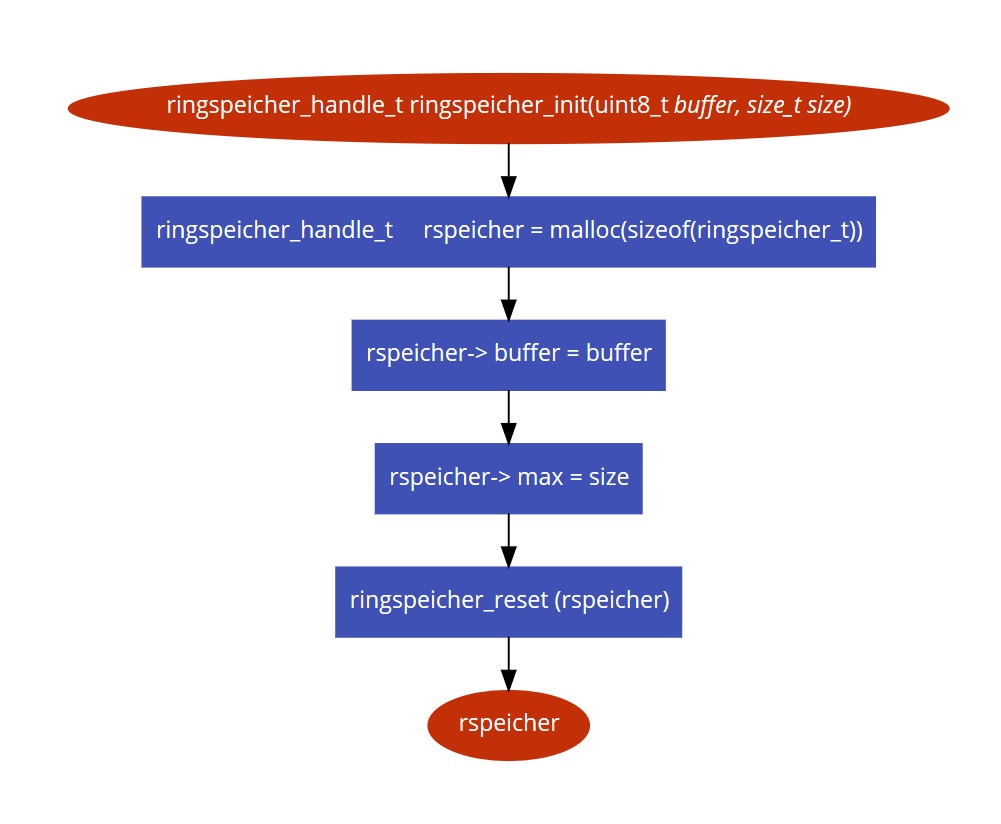 ringspeicher_handle_t ringspeicher_init(uint8_t buffer, size_t size)
ringspeicher_handle_t rspeicher = malloc(sizeof(ringspeicher_t))
rspeicher-> buffer = buffer
rspeicher-> max = size
ringspeicher_reset (rspeicher)
rspeicher